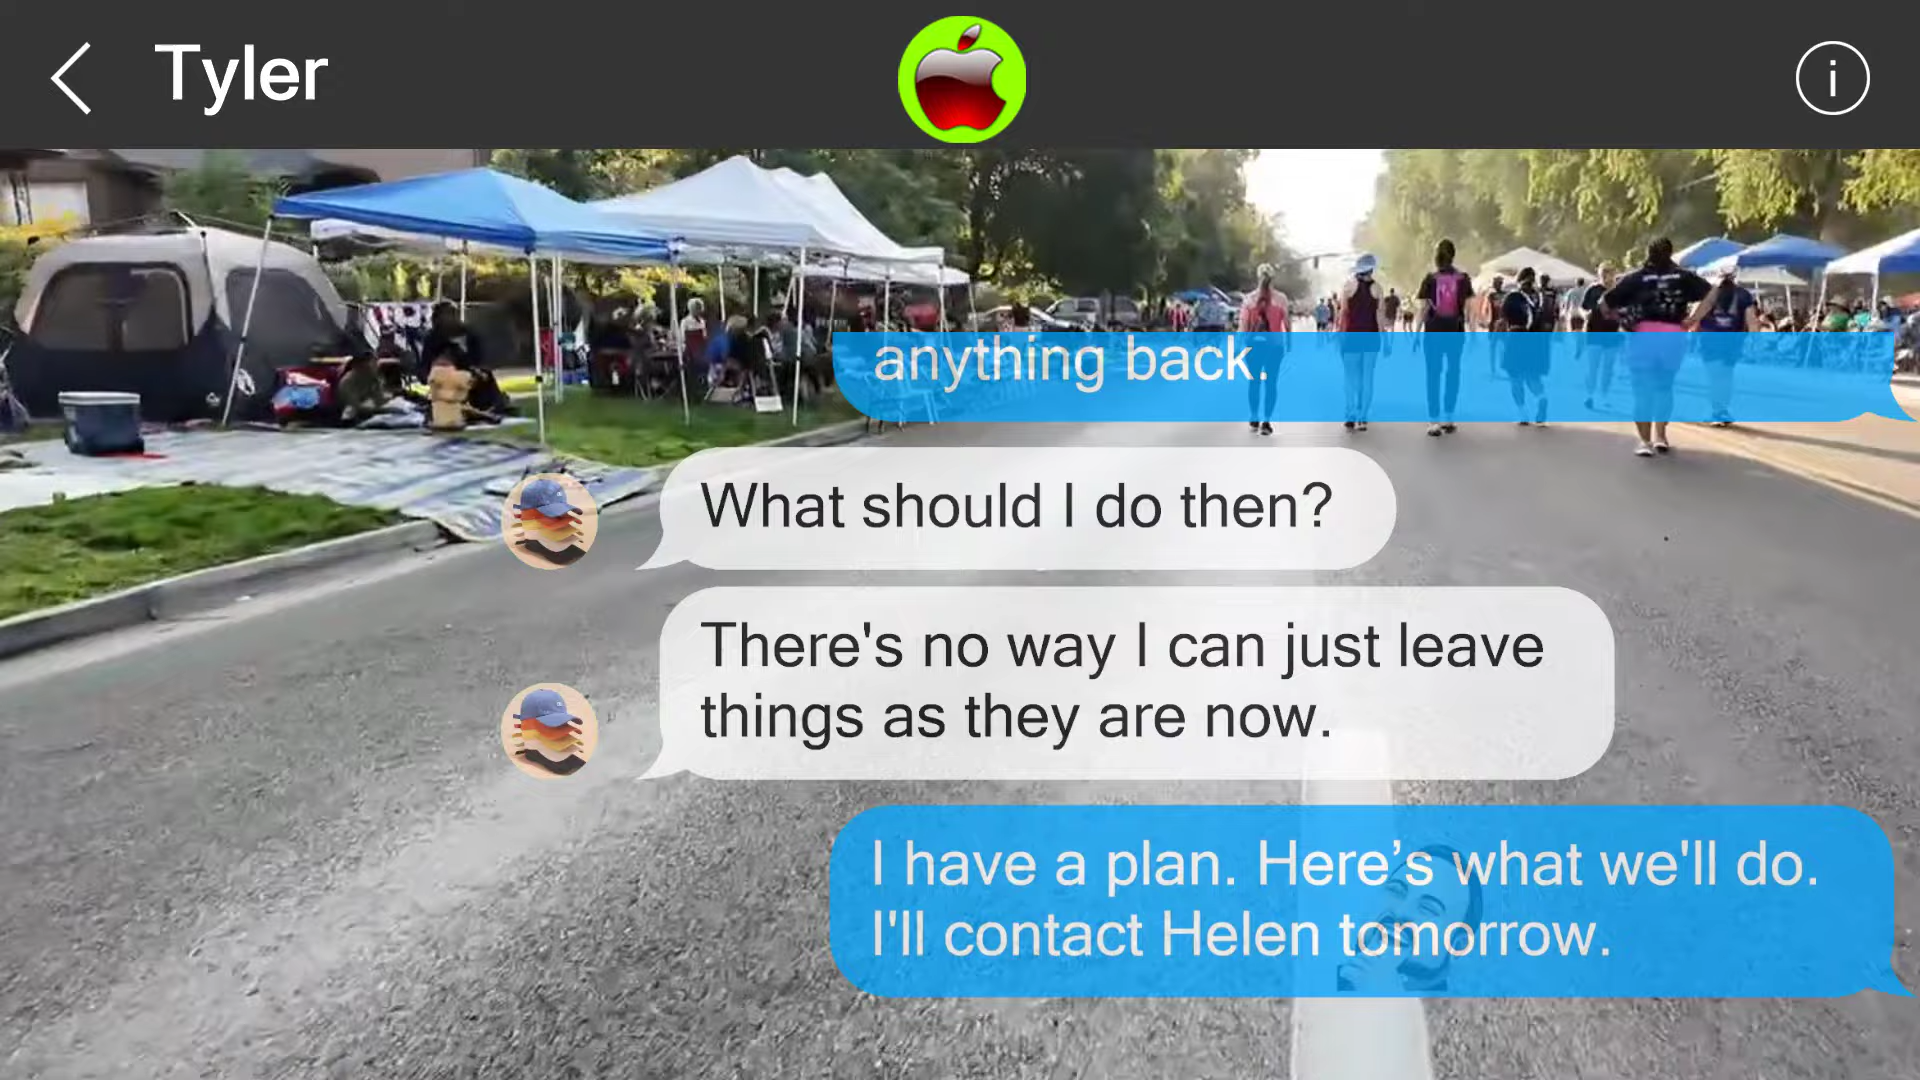 Tyler
anything back.
What should I do then?
There's no way I can just leave
things as they are now.
I have a plan. Here’s what we'll do.
I'll contact Helen tomorrow.